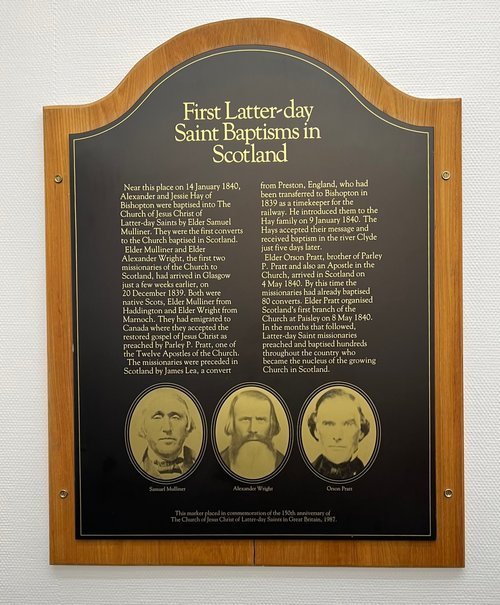 First Latter-day
Saint Baptisms in
Scotland
Near this place on 14 January 1840,
Alexander and Jessie Hay of
Bishopton were baptised into The
Church of Jesus Christ of
Latter-day Saints by Elder Samuel
Mulliner. They were the first converts
to the Church baptised in Scotland.
Elder Mulliner and Elder
Alexander Wright, the first two
missionaries of the Church to
Scotland, had arrived in Glasgow
just a few weeks earlier, on
20 December 1839. Both were
native Scots, Elder Mulliner from
Haddington and Elder Wright from
Marnoch. They had emigrated to
Canada where they accepted the
restored gospel of Jesus Christ as
preached by Parley P. Pratt, one of
the Twelve Apostles of the Church.
The missionaries were preceded in
Scotland by James Lea, a convert
from Preston, England, who had
been transferred to Bishopton in
1839 as a timekeeper for the
railway. He introduced them to the
Hay family on 9 January 1840. The
Hays accepted their message and
received baptism in the river Clyde
just five days later.
Elder Orson Pratt, brother of Parley
P. Pratt and also an Apostle in the
Church, arrived in Scotland on
4 May 1840. By this time the
missionaries had already baptised
80 converts. Elder Pratt organised
Scotland's first branch of the
Church at Paisley on 8 May 1840.
In the months that followed,
Latter-day Saint missionaries
preached and baptised hundreds
throughout the country who
became the nucleus of the growing
Church in Scotland.
Samuel Mulliner
Alexander Wright
Orson Pratt
This marker placed in commemoration of the 150th anniversary of
The Church of Jesus Christ of Latter-day Saints in Great Britain, 1987.